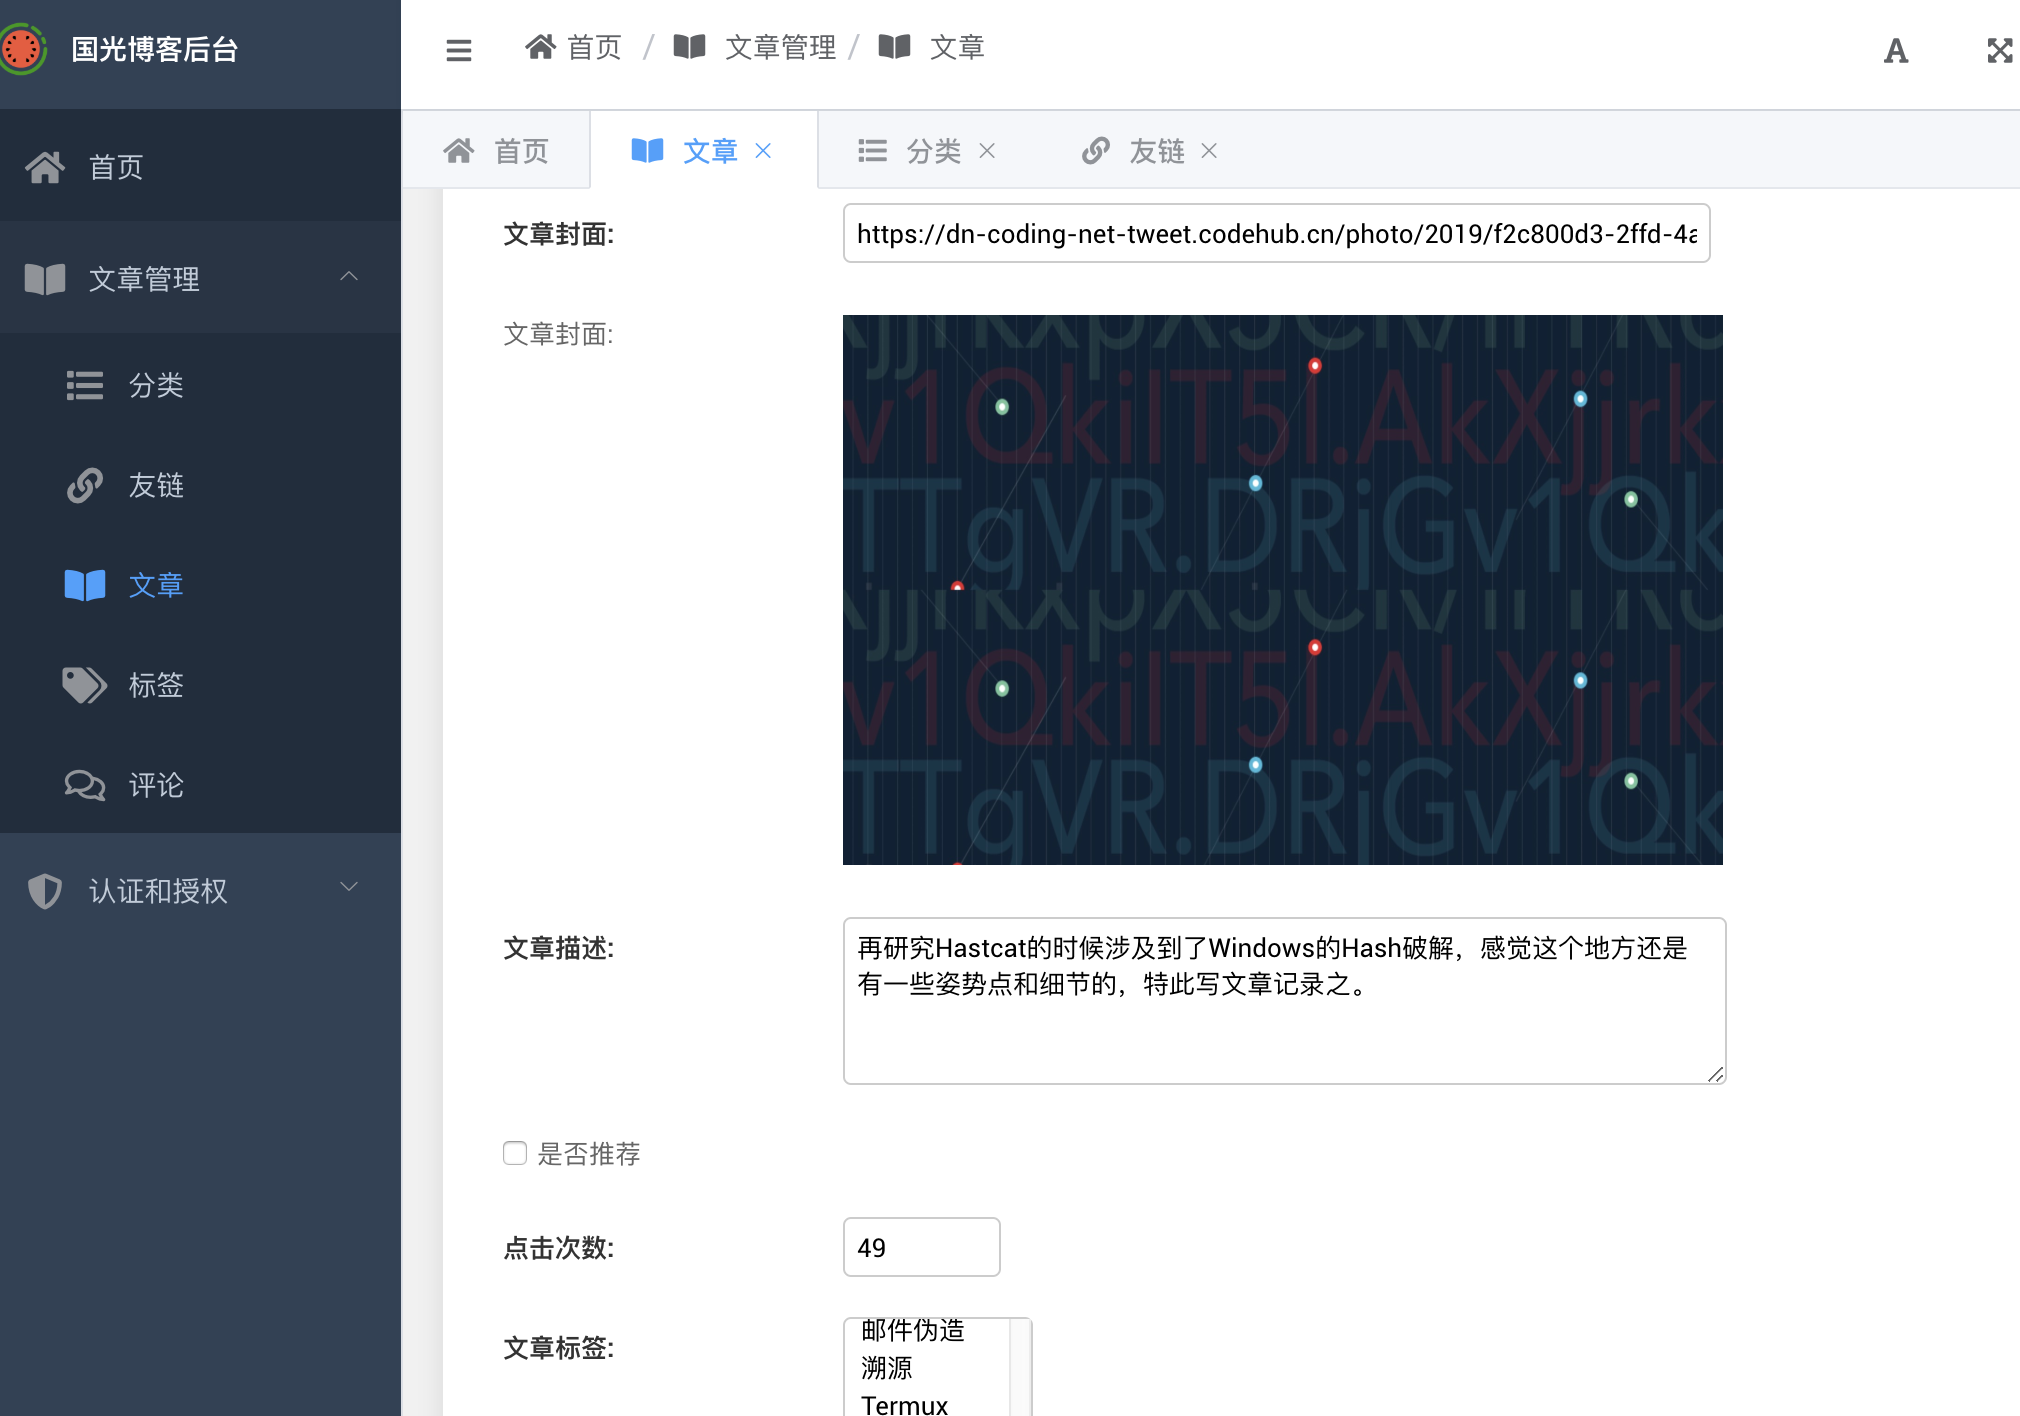 国光博客后台
首页 / 文章管理 / 文章
A
首页
文章
分类
友链
首页
文章管理
分类
友链
文章
标签
评论
认证和授权
文章封面:
https://dn-coding-net-tweet.codehub.cn/photo/2019/f2c800d3-2ffd-4a
文章封面:
v1QkiIT5I.AkXjjrk
TTgVR.DRjGv1Qk
v1QkiIT5I.AkXjjrk
TTgVR.DRjGv1Qk
文章描述:
再研究Hastcat的时候涉及到了Windows的Hash破解，感觉这个地方还是
有一些姿势点和细节的，特此写文章记录之。
是否推荐
点击次数:
49
文章标签:
邮件伪造
溯源
Termux